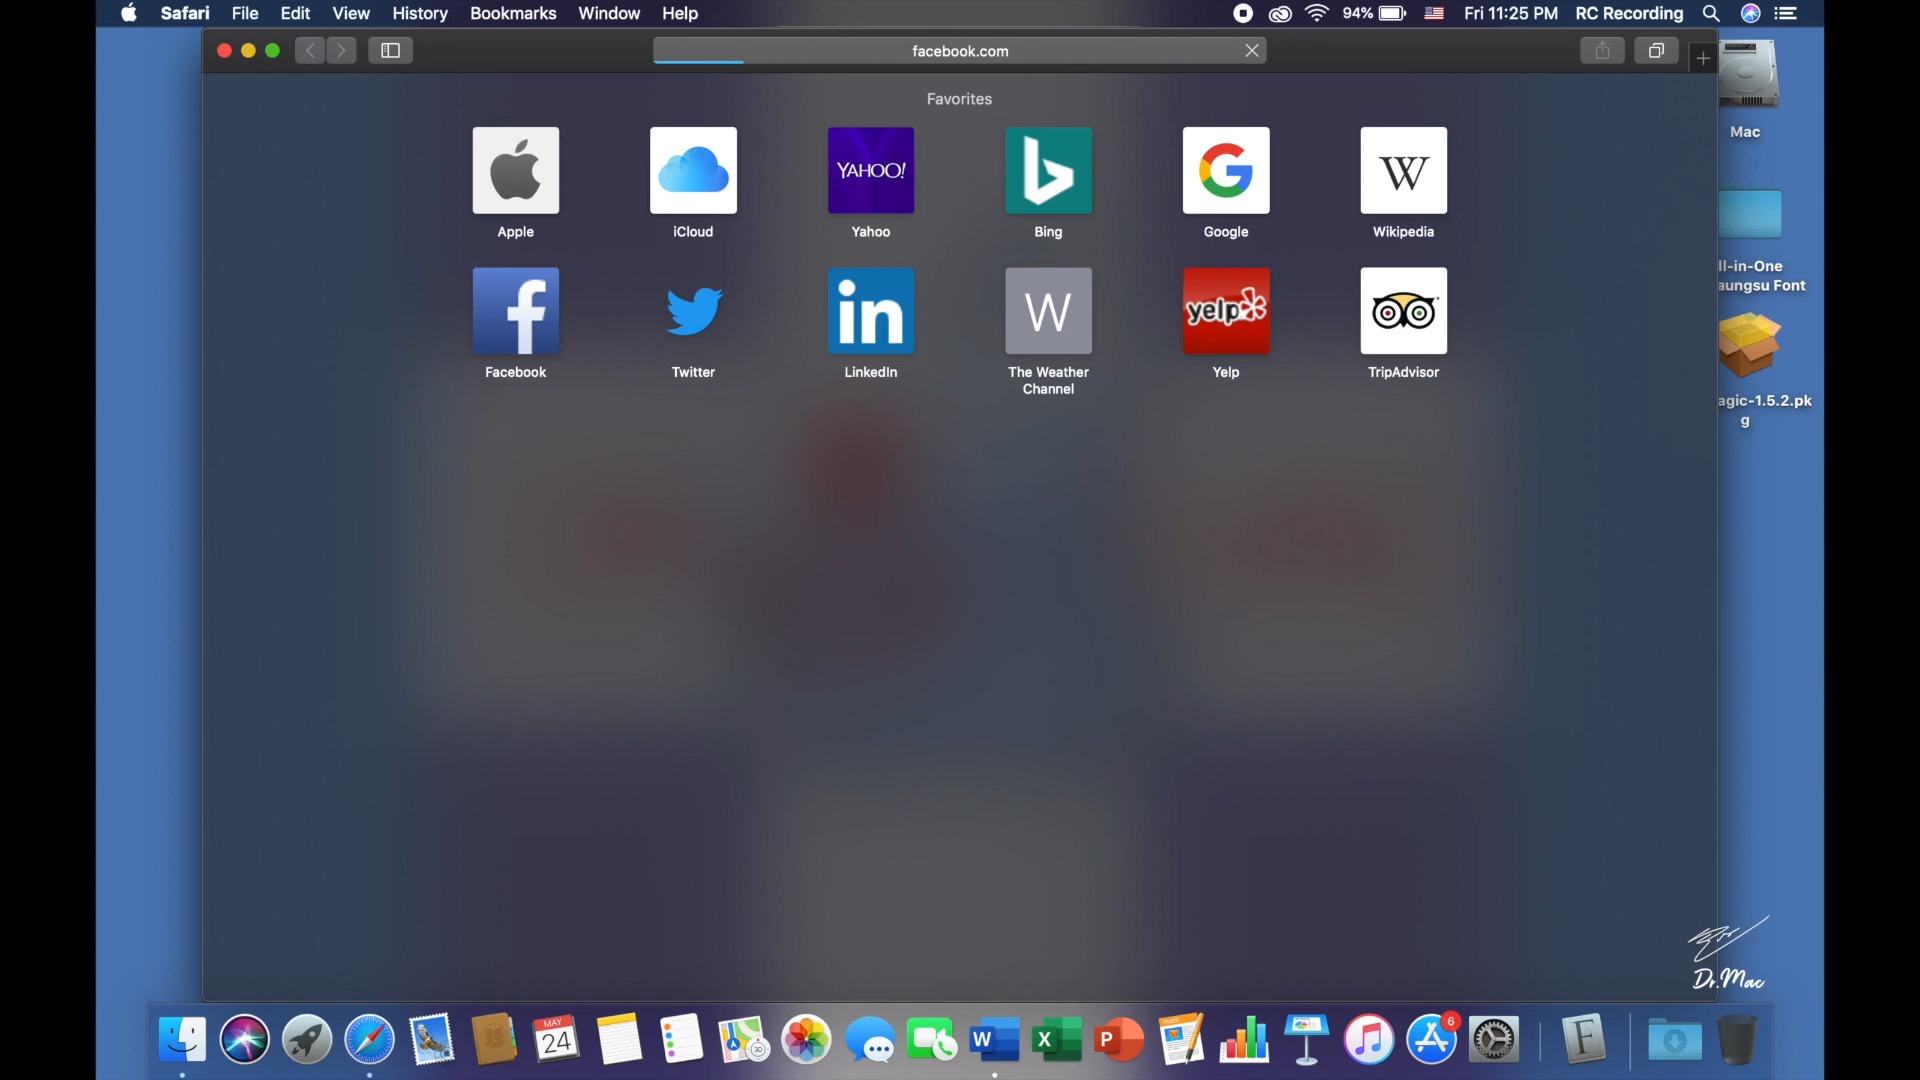 Safari File Edit View History Bookmarks Window Help 94% Fri 11:25 PM RC Recording
facebook.com
Favorites
YAHOO!
G
W
Apple
iCloud
Yahoo
Bing
Google
Wikipedia
f
in
W
yelp
Facebook
Twitter
LinkedIn
The Weather
Channel
Yelp
TripAdvisor
Mac
ll-in-One
aungsu Font
agic-1.5.2.pk
g
Dr.Mac
MAY
24
3D
W
X
P
6
F